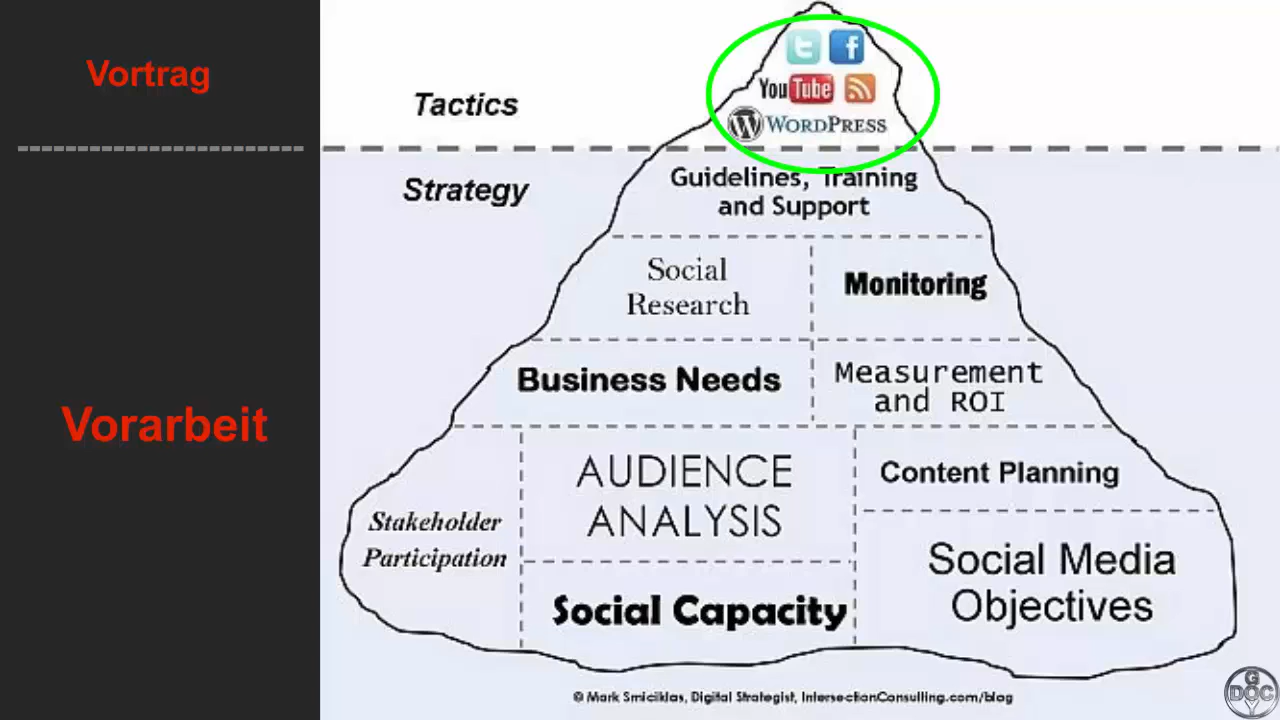 Vortrag
Vorarbeit
Tactics
t f
YouTube
W WORDPRESS
Strategy
Guidelines, Training
and Support
Social
Research
Monitoring
Business Needs
Measurement
and ROI
AUDIENCE
ANALYSIS
Content Planning
Stakeholder
Participation
Social Media
Objectives
Social Capacity
© Mark Smiciklas, Digital Strategist, IntersectionConsulting.com/blog
G
DOC
Y